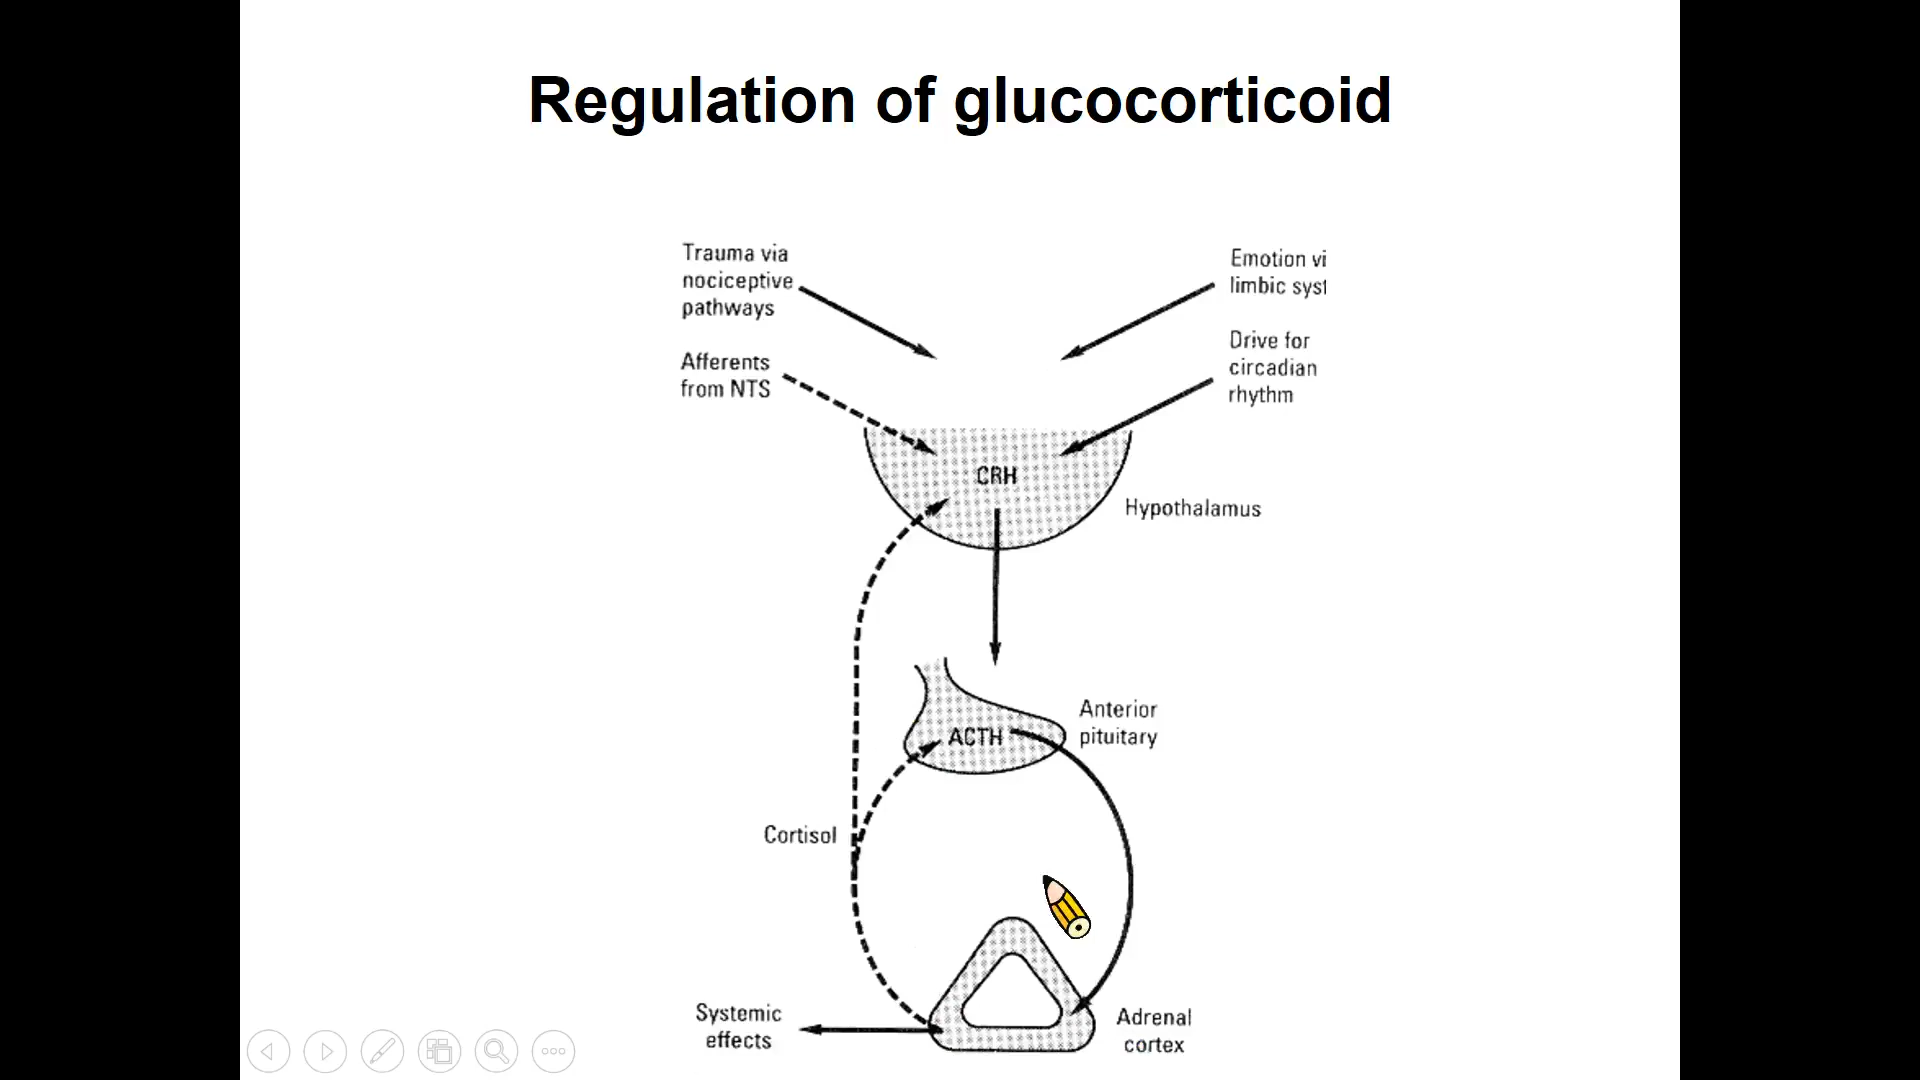 Regulation of glucocorticoid
Trauma via
nociceptive
pathways
Emotion vi
limbic syst
Afferents
from NTS
Drive for
circadian
rhythm
CRH
Hypothalamus
ACTH
Anterior
pituitary
Cortisol
Systemic
effects
Adrenal
cortex